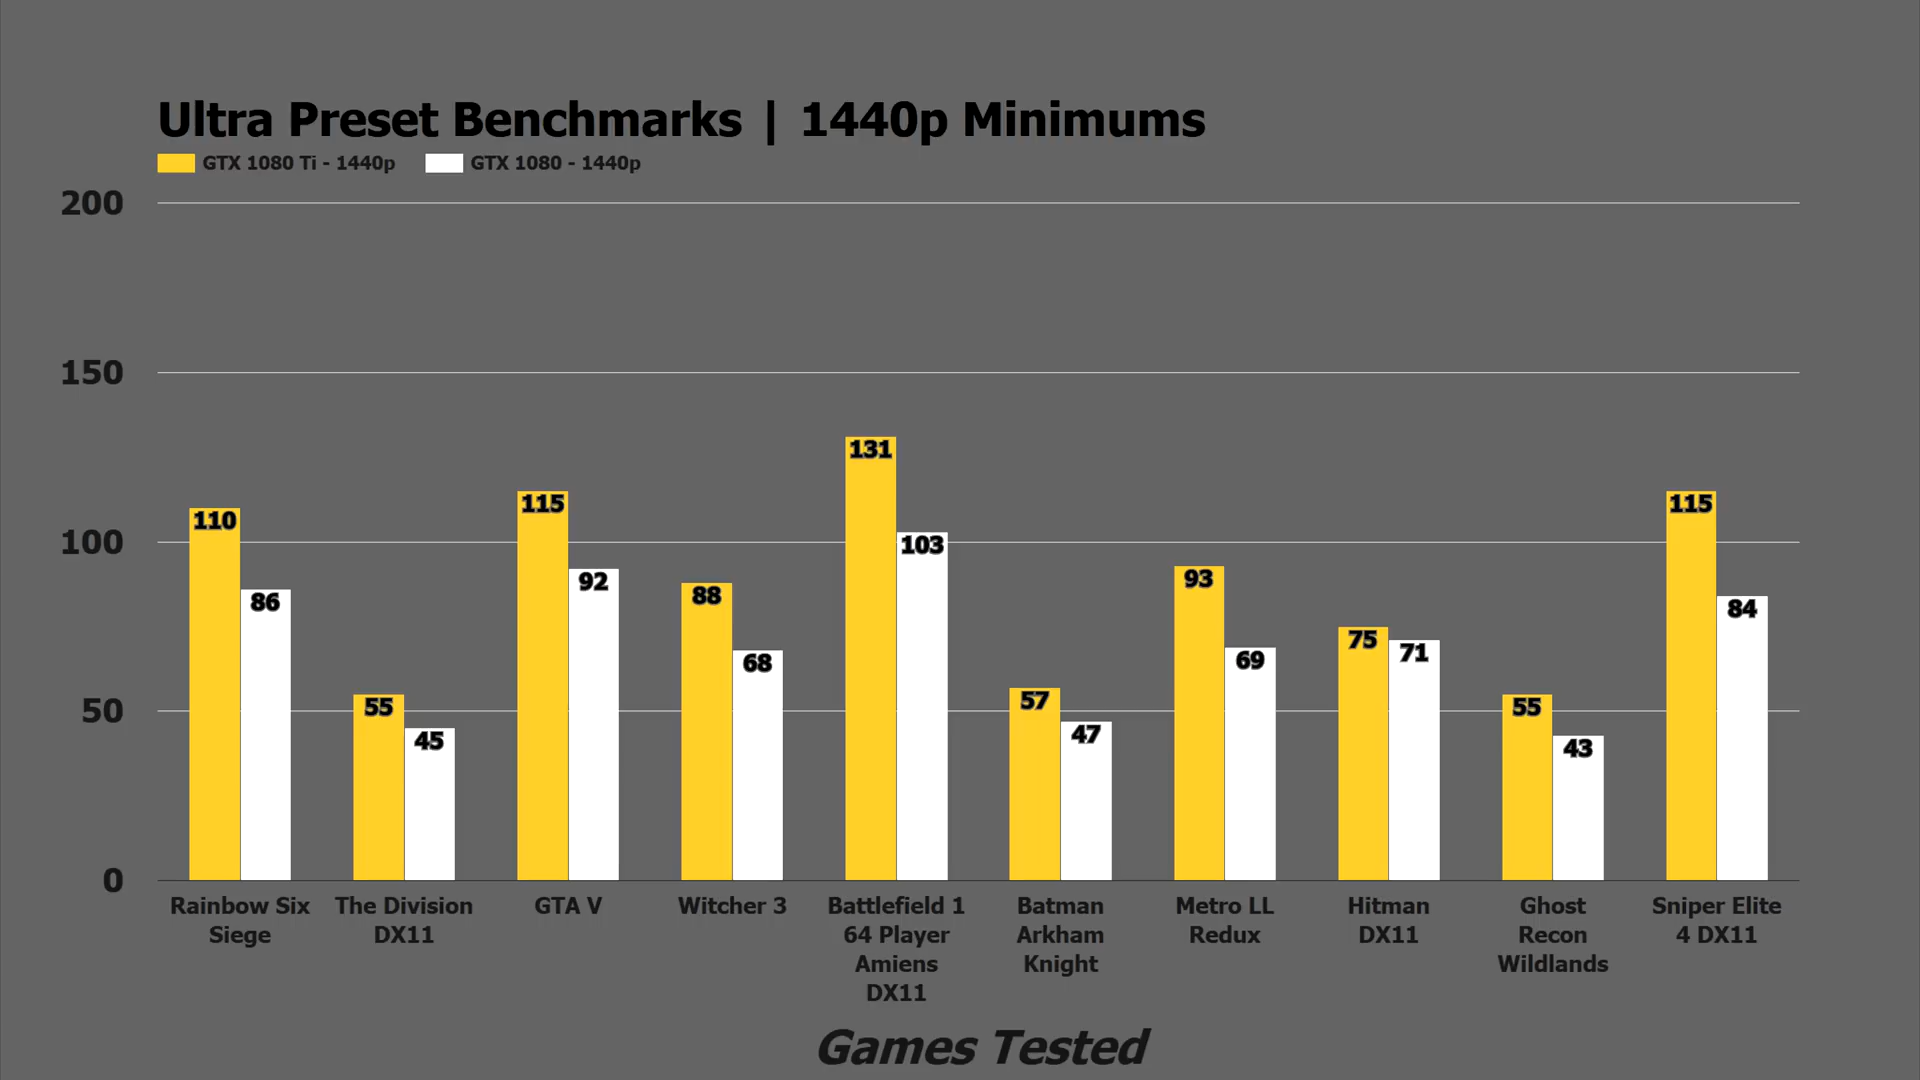 Ultra Preset Benchmarks | 1440p Minimums
GTX 1080 Ti - 1440p
GTX 1080 - 1440p
200
150
100
50
0
110
86
55
45
115
92
88
68
131
103
57
47
93
69
75
71
55
43
115
84
Rainbow Six
Siege
The Division
DX11
GTA V
Witcher 3
Battlefield 1
64 Player
Amiens
DX11
Batman
Arkham
Knight
Metro LL
Redux
Hitman
DX11
Ghost
Recon
Wildlands
Sniper Elite
4 DX11
Games Tested